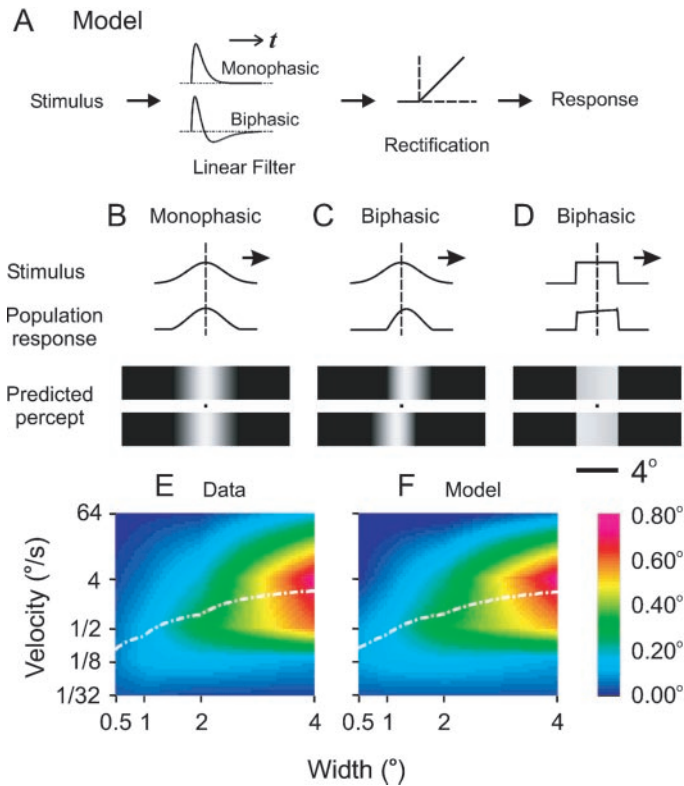 A Model
t
Monophasic
Stimulus
Biphasic
Response
Linear Filter
Rectification
B Monophasic
C Biphasic
D Biphasic
Stimulus
Population
response
Predicted
percept
4°
E Data
F Model
Velocity (°/s)
64
4
1/2
1/8
1/32
0.5 1 2 4
0.5 1 2 4
0.80°
0.60°
0.40°
0.20°
0.00°
Width (°)